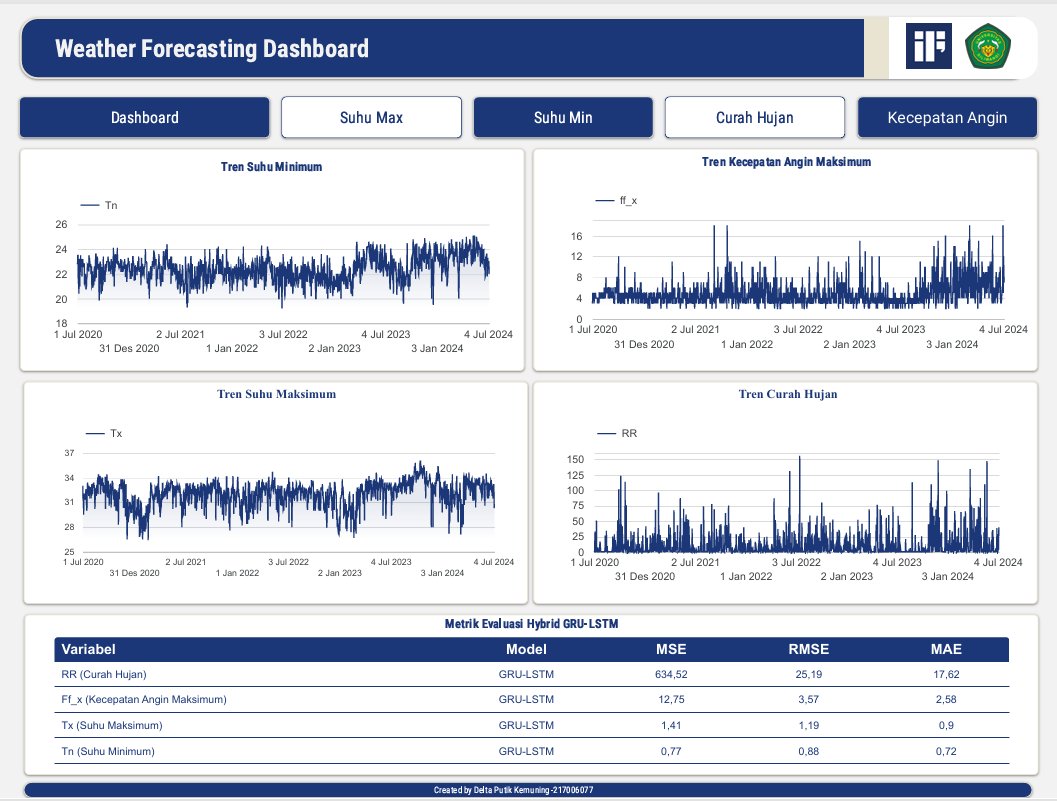 Weather Forecasting Dashboard
iF
Dashboard
Suhu Max
Suhu Min
Curah Hujan
Kecepatan Angin
Tren Suhu Minimum
Tn
26
24
22
20
18
1 Jul 2020 2 Jul 2021 3 Jul 2022 4 Jul 2023 4 Jul 2024
31 Des 2020 1 Jan 2022 2 Jan 2023 3 Jan 2024
Tren Kecepatan Angin Maksimum
ff_x
16
12
8
4
0
1 Jul 2020 2 Jul 2021 3 Jul 2022 4 Jul 2023 4 Jul 2024
31 Des 2020 1 Jan 2022 2 Jan 2023 3 Jan 2024
Tren Suhu Maksimum
Tx
37
34
31
28
25
1 Jul 2020 2 Jul 2021 3 Jul 2022 4 Jul 2023 4 Jul 2024
31 Des 2020 1 Jan 2022 2 Jan 2023 3 Jan 2024
Tren Curah Hujan
RR
150
125
100
75
50
25
0
1 Jul 2020 2 Jul 2021 3 Jul 2022 4 Jul 2023 4 Jul 2024
31 Des 2020 1 Jan 2022 2 Jan 2023 3 Jan 2024
Metrik Evaluasi Hybrid GRU-LSTM
Variabel Model MSE RMSE MAE
RR (Curah Hujan) GRU-LSTM 634,52 25,19 17,62
Ff_x (Kecepatan Angin Maksimum) GRU-LSTM 12,75 3,57 2,58
Tx (Suhu Maksimum) GRU-LSTM 1,41 1,19 0,9
Tn (Suhu Minimum) GRU-LSTM 0,77 0,88 0,72
Created by Delta Putik Kemuning-217006077